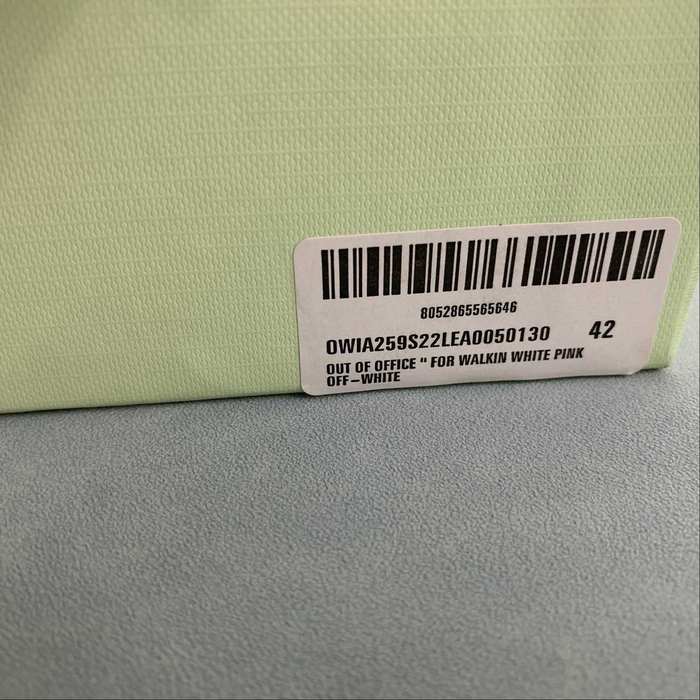 8052865565646
OWIA259S22LEA0050130 42
OUT OF OFFICE " FOR WALKIN WHITE PINK
OFF-WHITE